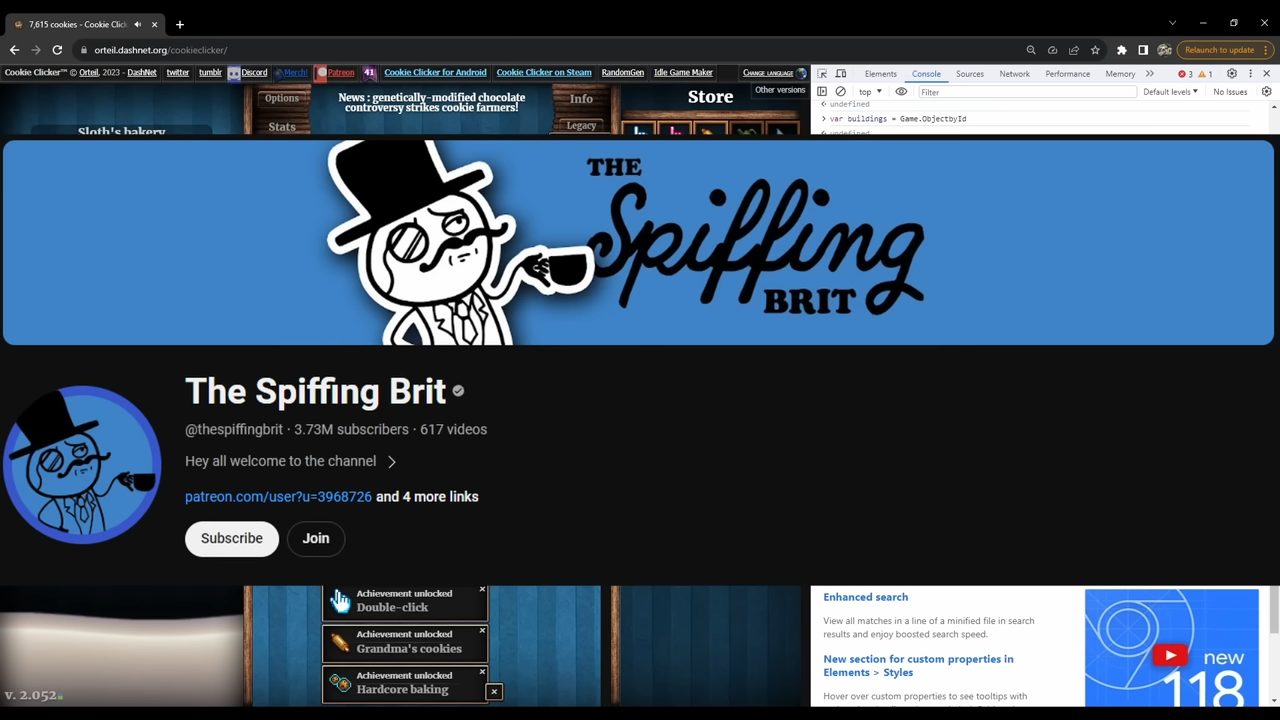 7,615 cookies - Cookie Click
orteil.dashnet.org/cookieclicker/
Relaunch to update
Cookie Clicker™ © Orteil, 2023 - DashNet
twitter
tumblr
Discord
Merch!
Patreon
41
Cookie Clicker for Android
Cookie Clicker on Steam
RandomGen
Idle Game Maker
CHANGE LANGUAGE
Other versions
Elements
Console
Sources
Network
Performance
Memory
3
1
top
Filter
Default levels
No Issues
undefined
var buildings = Game.ObjectbyId
undefined
Options
Stats
News : genetically-modified chocolate
controversy strikes cookie farmers!
Info
Legacy
Store
Sloth's bakery
THE
Spiffing
BRIT
The Spiffing Brit
@thespiffingbrit · 3.73M subscribers · 617 videos
Hey all welcome to the channel
patreon.com/user?u=3968726 and 4 more links
Subscribe
Join
Achievement unlocked
Double-click
Achievement unlocked
Grandma's cookies
Achievement unlocked
Hardcore baking
v. 2.052
Enhanced search
View all matches in a line of a minified file in search
results and enjoy boosted search speed.
New section for custom properties in
Elements > Styles
Hover over custom properties to see tooltips with
new
118